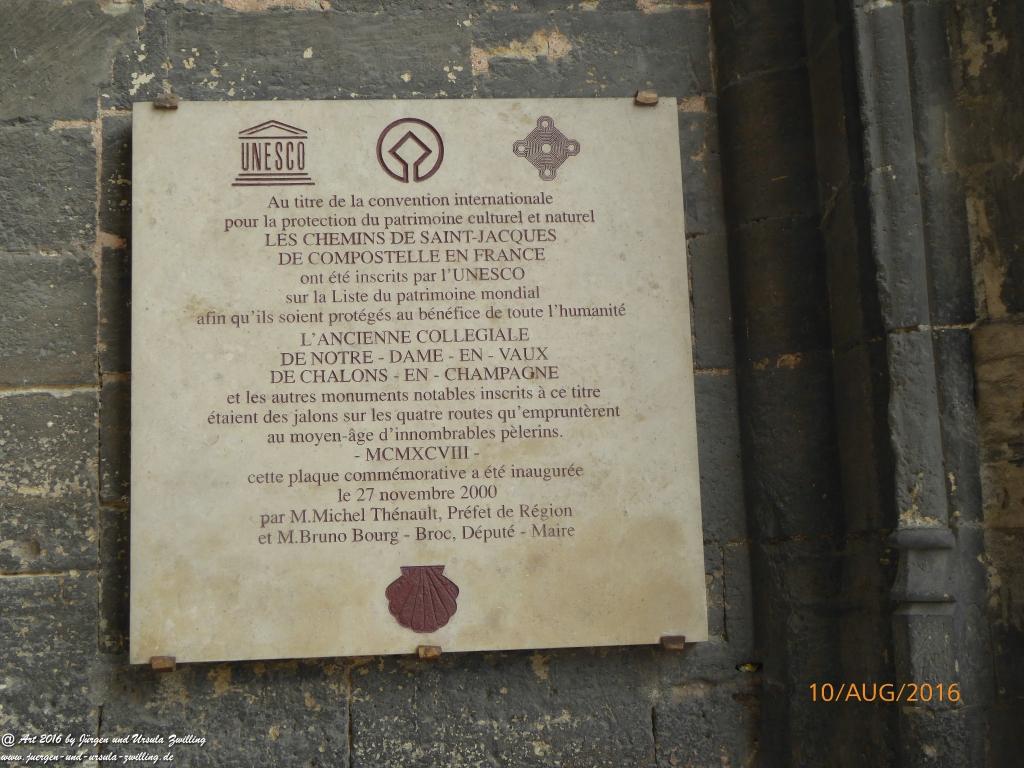 UNESCO
Au titre de la convention internationale
pour la protection du patrimoine culturel et naturel
LES CHEMINS DE SAINT-JACQUES
DE COMPOSTELLE EN FRANCE
ont été inscrits par l'UNESCO
sur la Liste du patrimoine mondial
afin qu'ils soient protégés au bénéfice de toute l'humanité
L'ANCIENNE COLLEGIALE
DE NOTRE - DAME - EN - VAUX
DE CHALONS - EN - CHAMPAGNE
et les autres monuments notables inscrits à ce titre
étaient des jalons sur les quatre routes qu'empruntèrent
au moyen-âge d'innombrables pèlerins.
- MCMXCVIII -
cette plaque commémorative a été inaugurée
le 27 novembre 2000
par M.Michel Thénault, Préfet de Région
et M.Bruno Bourg - Broc, Député - Maire
10/AUG/2016
@ Art 2016 by Jürgen und Ursula Zwilling
www.juergen-und-ursula-zwilling.de